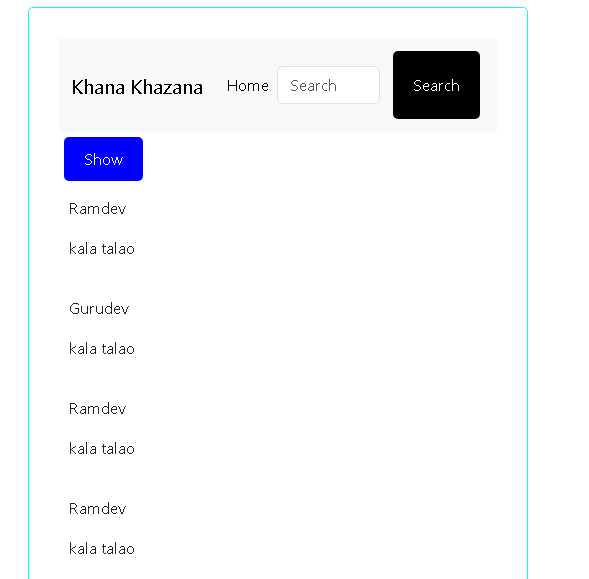 Khana Khazana Home Search Search
Show
Ramdev
kala talao
Gurudev
kala talao
Ramdev
kala talao
Ramdev
kala talao